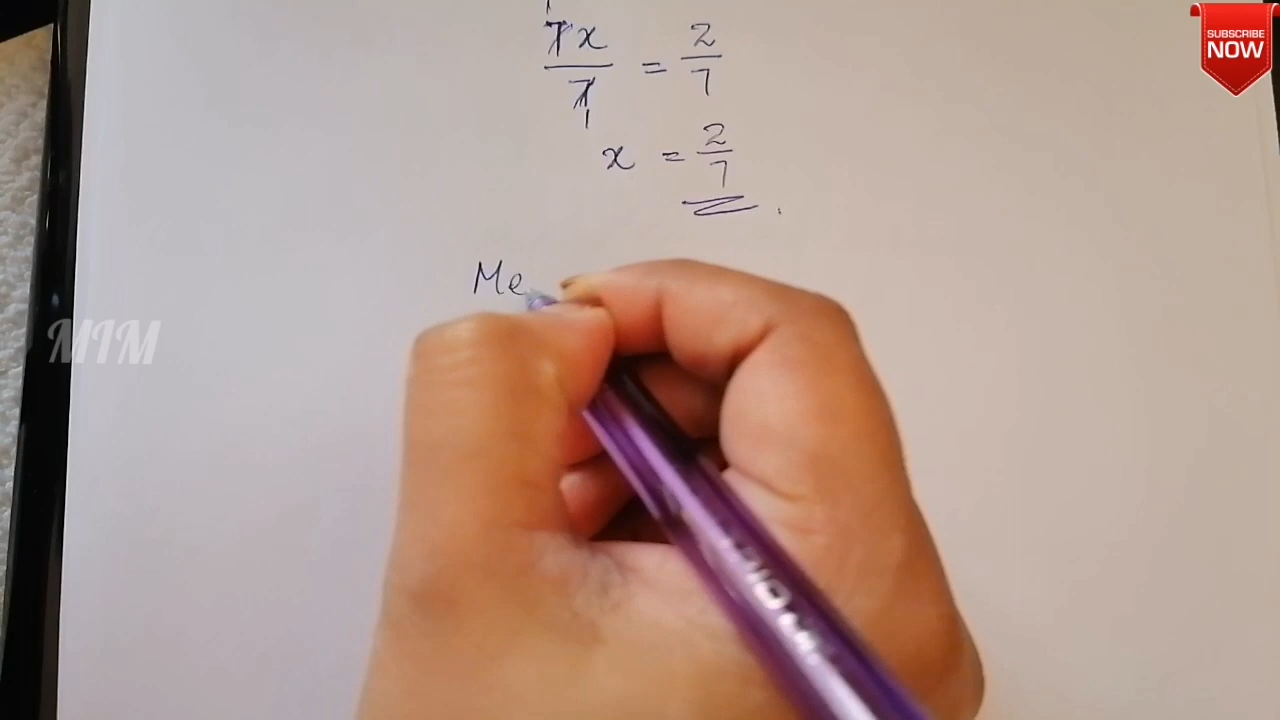 7x/7 = 2/7
x = 2/7
Me
MIM
SUBSCRIBE
NOW